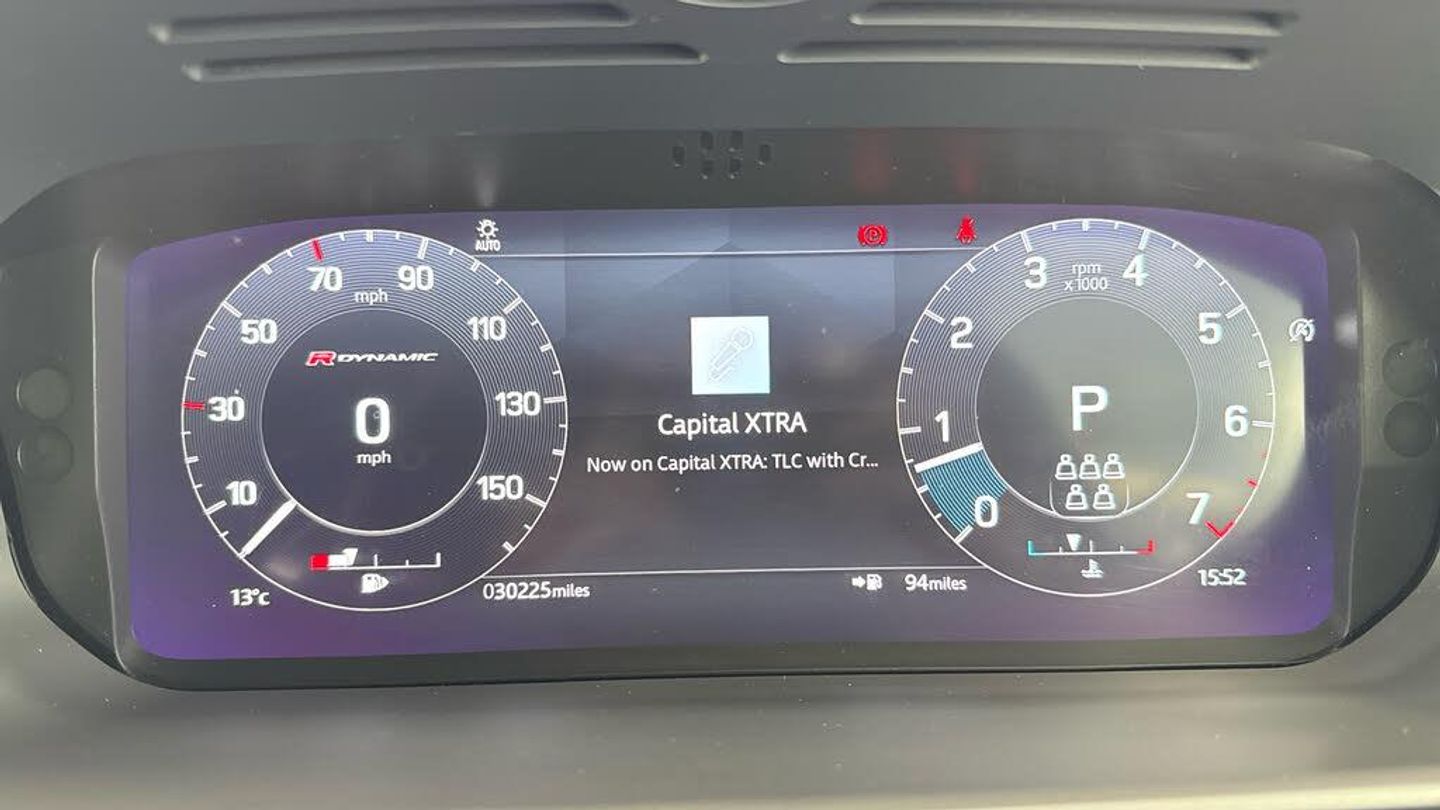 AUTO
70
90
mph
50
110
R DYNAMIC
30
130
0
mph
10
150
13°c
030225miles
Capital XTRA
Now on Capital XTRA: TLC with Cr...
P
3
rpm
x1000
4
2
5
A
P
1
6
0
7
94miles
15:52